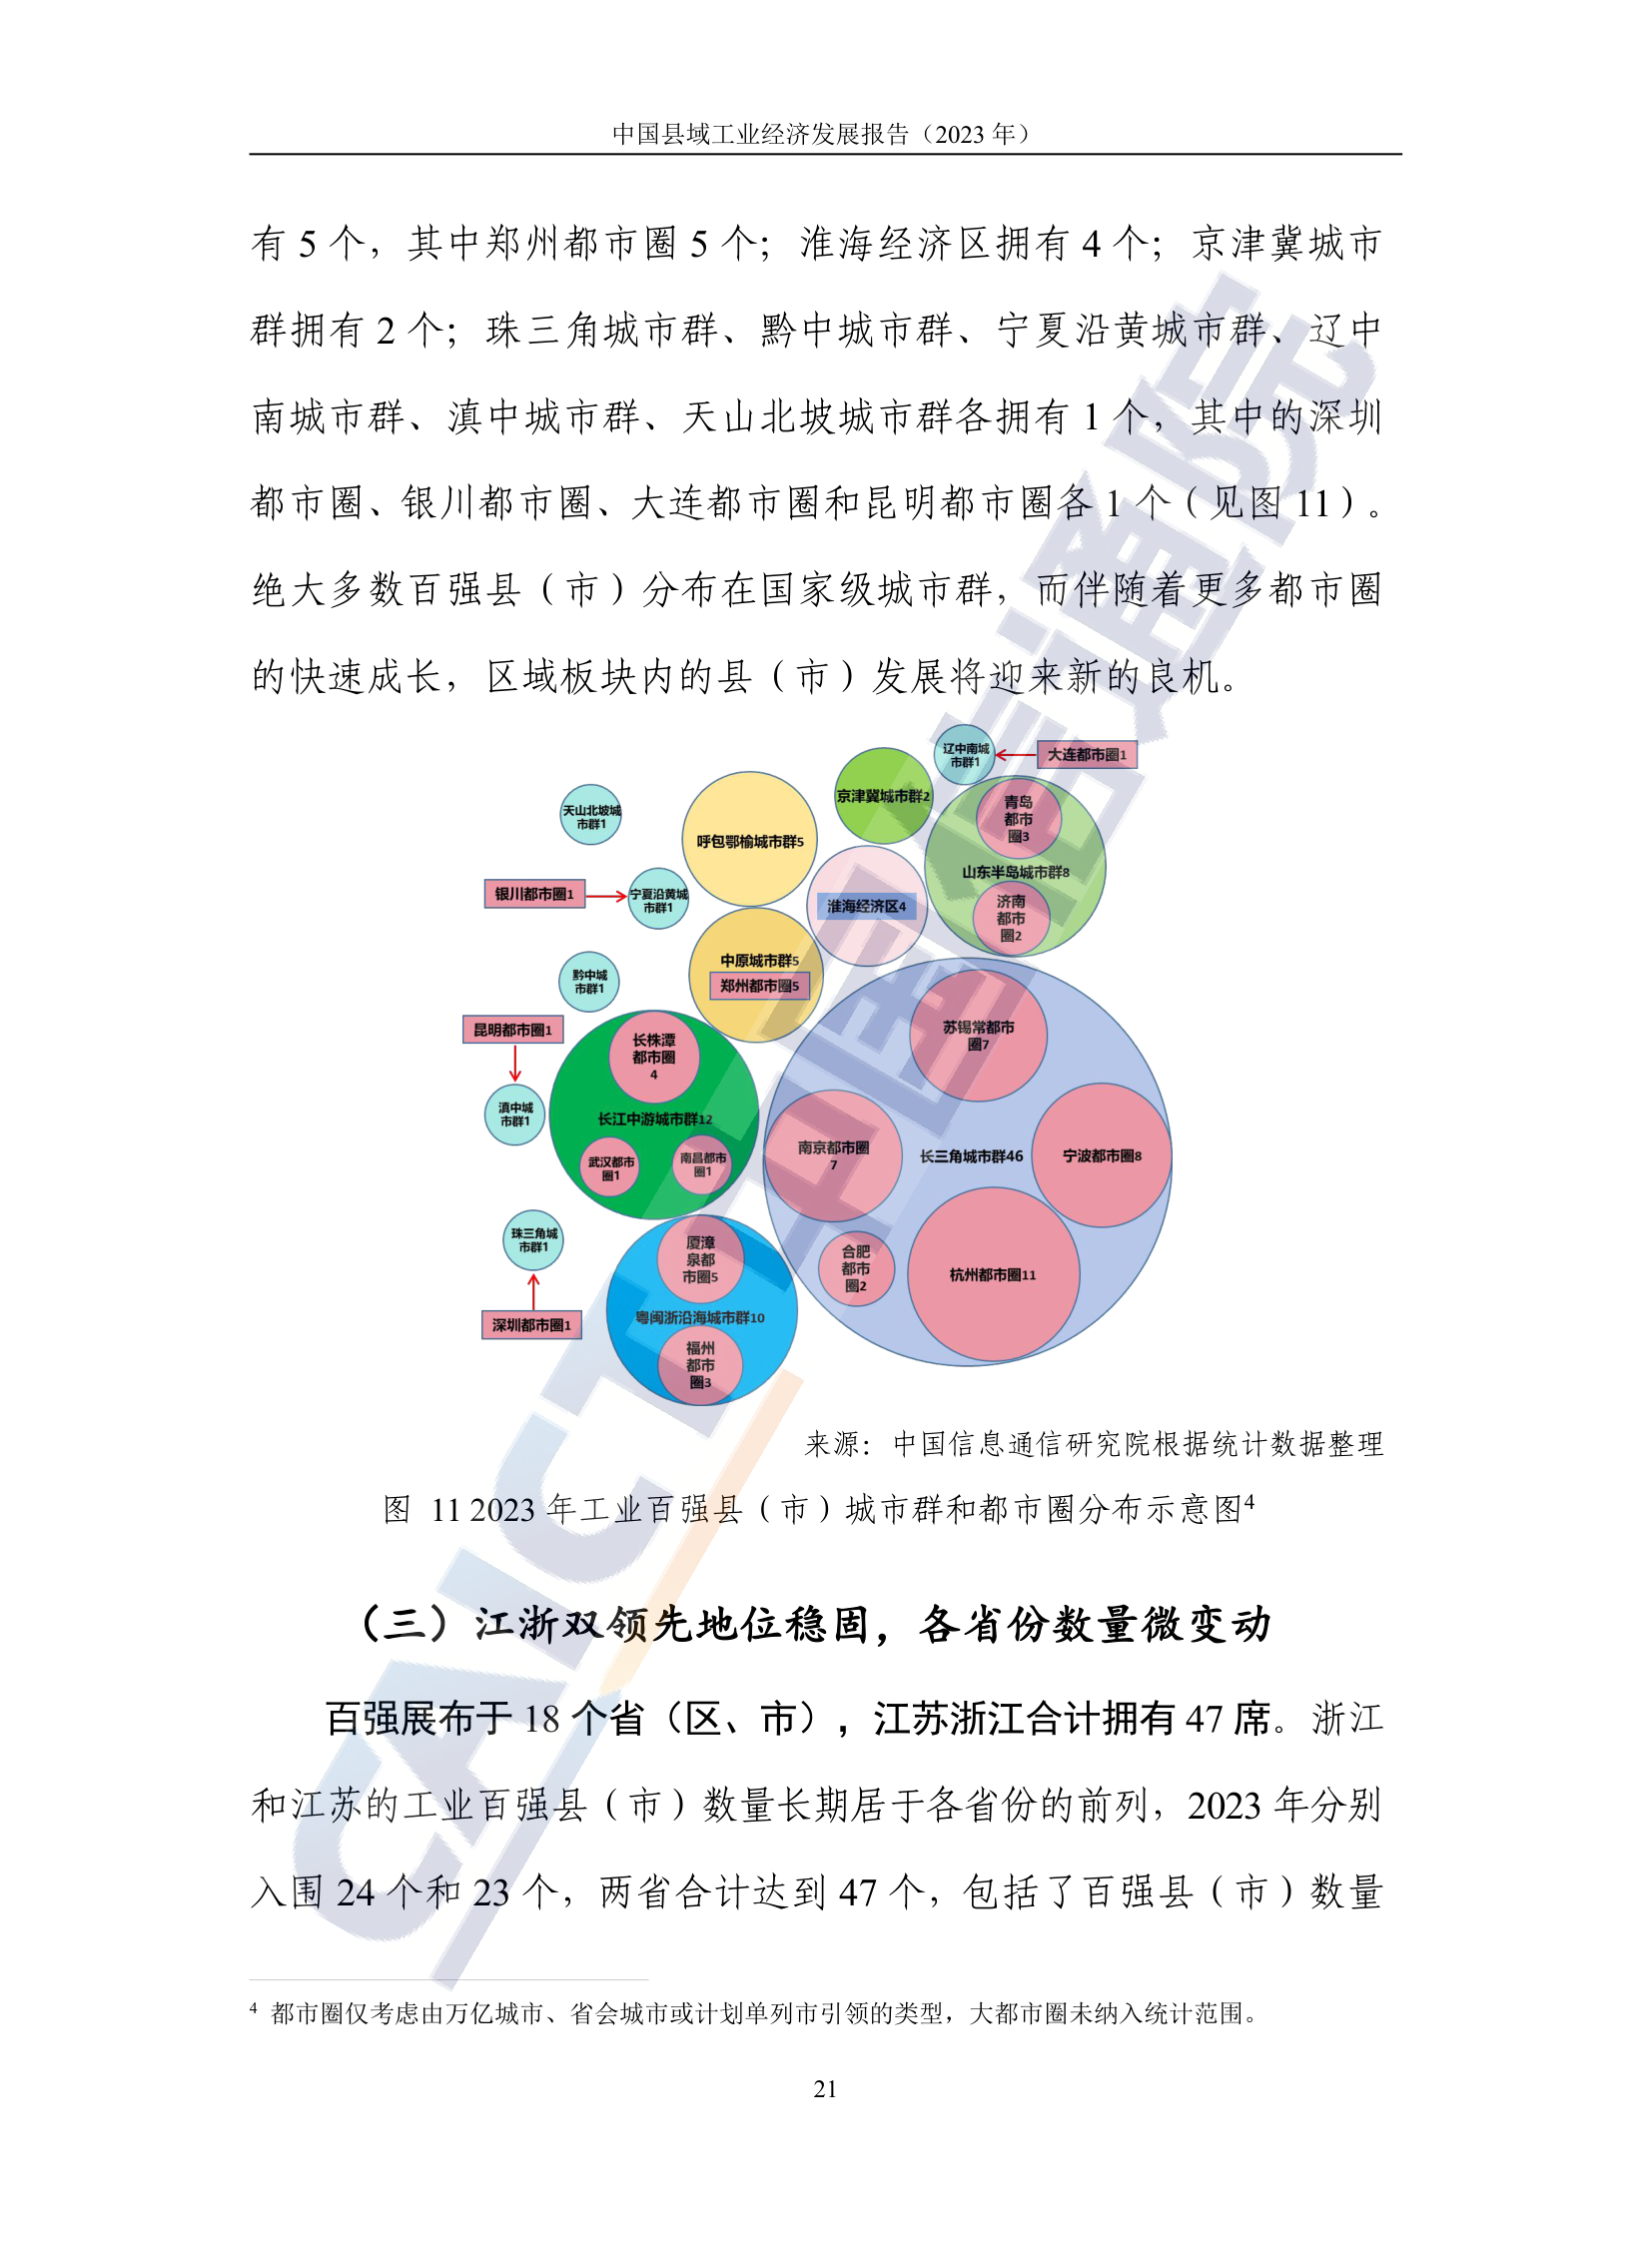 中国县域工业经济发展报告（2023 年）
有 5 个，其中郑州都市圈 5 个；淮海经济区拥有 4 个；京津冀城市
群拥有 2 个；珠三角城市群、黔中城市群、宁夏沿黄城市群、辽中
南城市群、滇中城市群、天山北坡城市群各拥有 1 个，其中的深圳
都市圈、银川都市圈、大连都市圈和昆明都市圈各 1 个（见图 11）。
绝大多数百强县（市）分布在国家级城市群，而伴随着更多都市圈
的快速成长，区域板块内的县（市）发展将迎来新的良机。
辽中南城
市群1
大连都市圈1
京津冀城市群2
天山北坡城
市群1
呼包鄂榆城市群5
青岛
都市
圈3
山东半岛城市群8
济南
都市
圈2
银川都市圈1
宁夏沿黄城
市群1
淮海经济区4
中原城市群5
郑州都市圈5
黔中城
市群1
昆明都市圈1
滇中城
市群1
长株潭
都市圈
4
长江中游城市群12
武汉都市
圈1
南昌都市
圈1
苏锡常都市
圈7
南京都市圈
7
长三角城市群46
宁波都市圈8
合肥
都市
圈2
杭州都市圈11
珠三角城
市群1
深圳都市圈1
厦漳
泉都
市圈5
粤闽浙沿海城市群10
福州
都市
圈3
来源：中国信息通信研究院根据统计数据整理
图 11 2023 年工业百强县（市）城市群和都市圈分布示意图4
（三）江浙双领先地位稳固，各省份数量微变动
百强展布于 18 个省（区、市），江苏浙江合计拥有 47 席。浙江
和江苏的工业百强县（市）数量长期居于各省份的前列，2023 年分别
入围 24 个和 23 个，两省合计达到 47 个，包括了百强县（市）数量
4 都市圈仅考虑由万亿城市、省会城市或计划单列市引领的类型，大都市圈未纳入统计范围。
21
CAICT 中国信通院